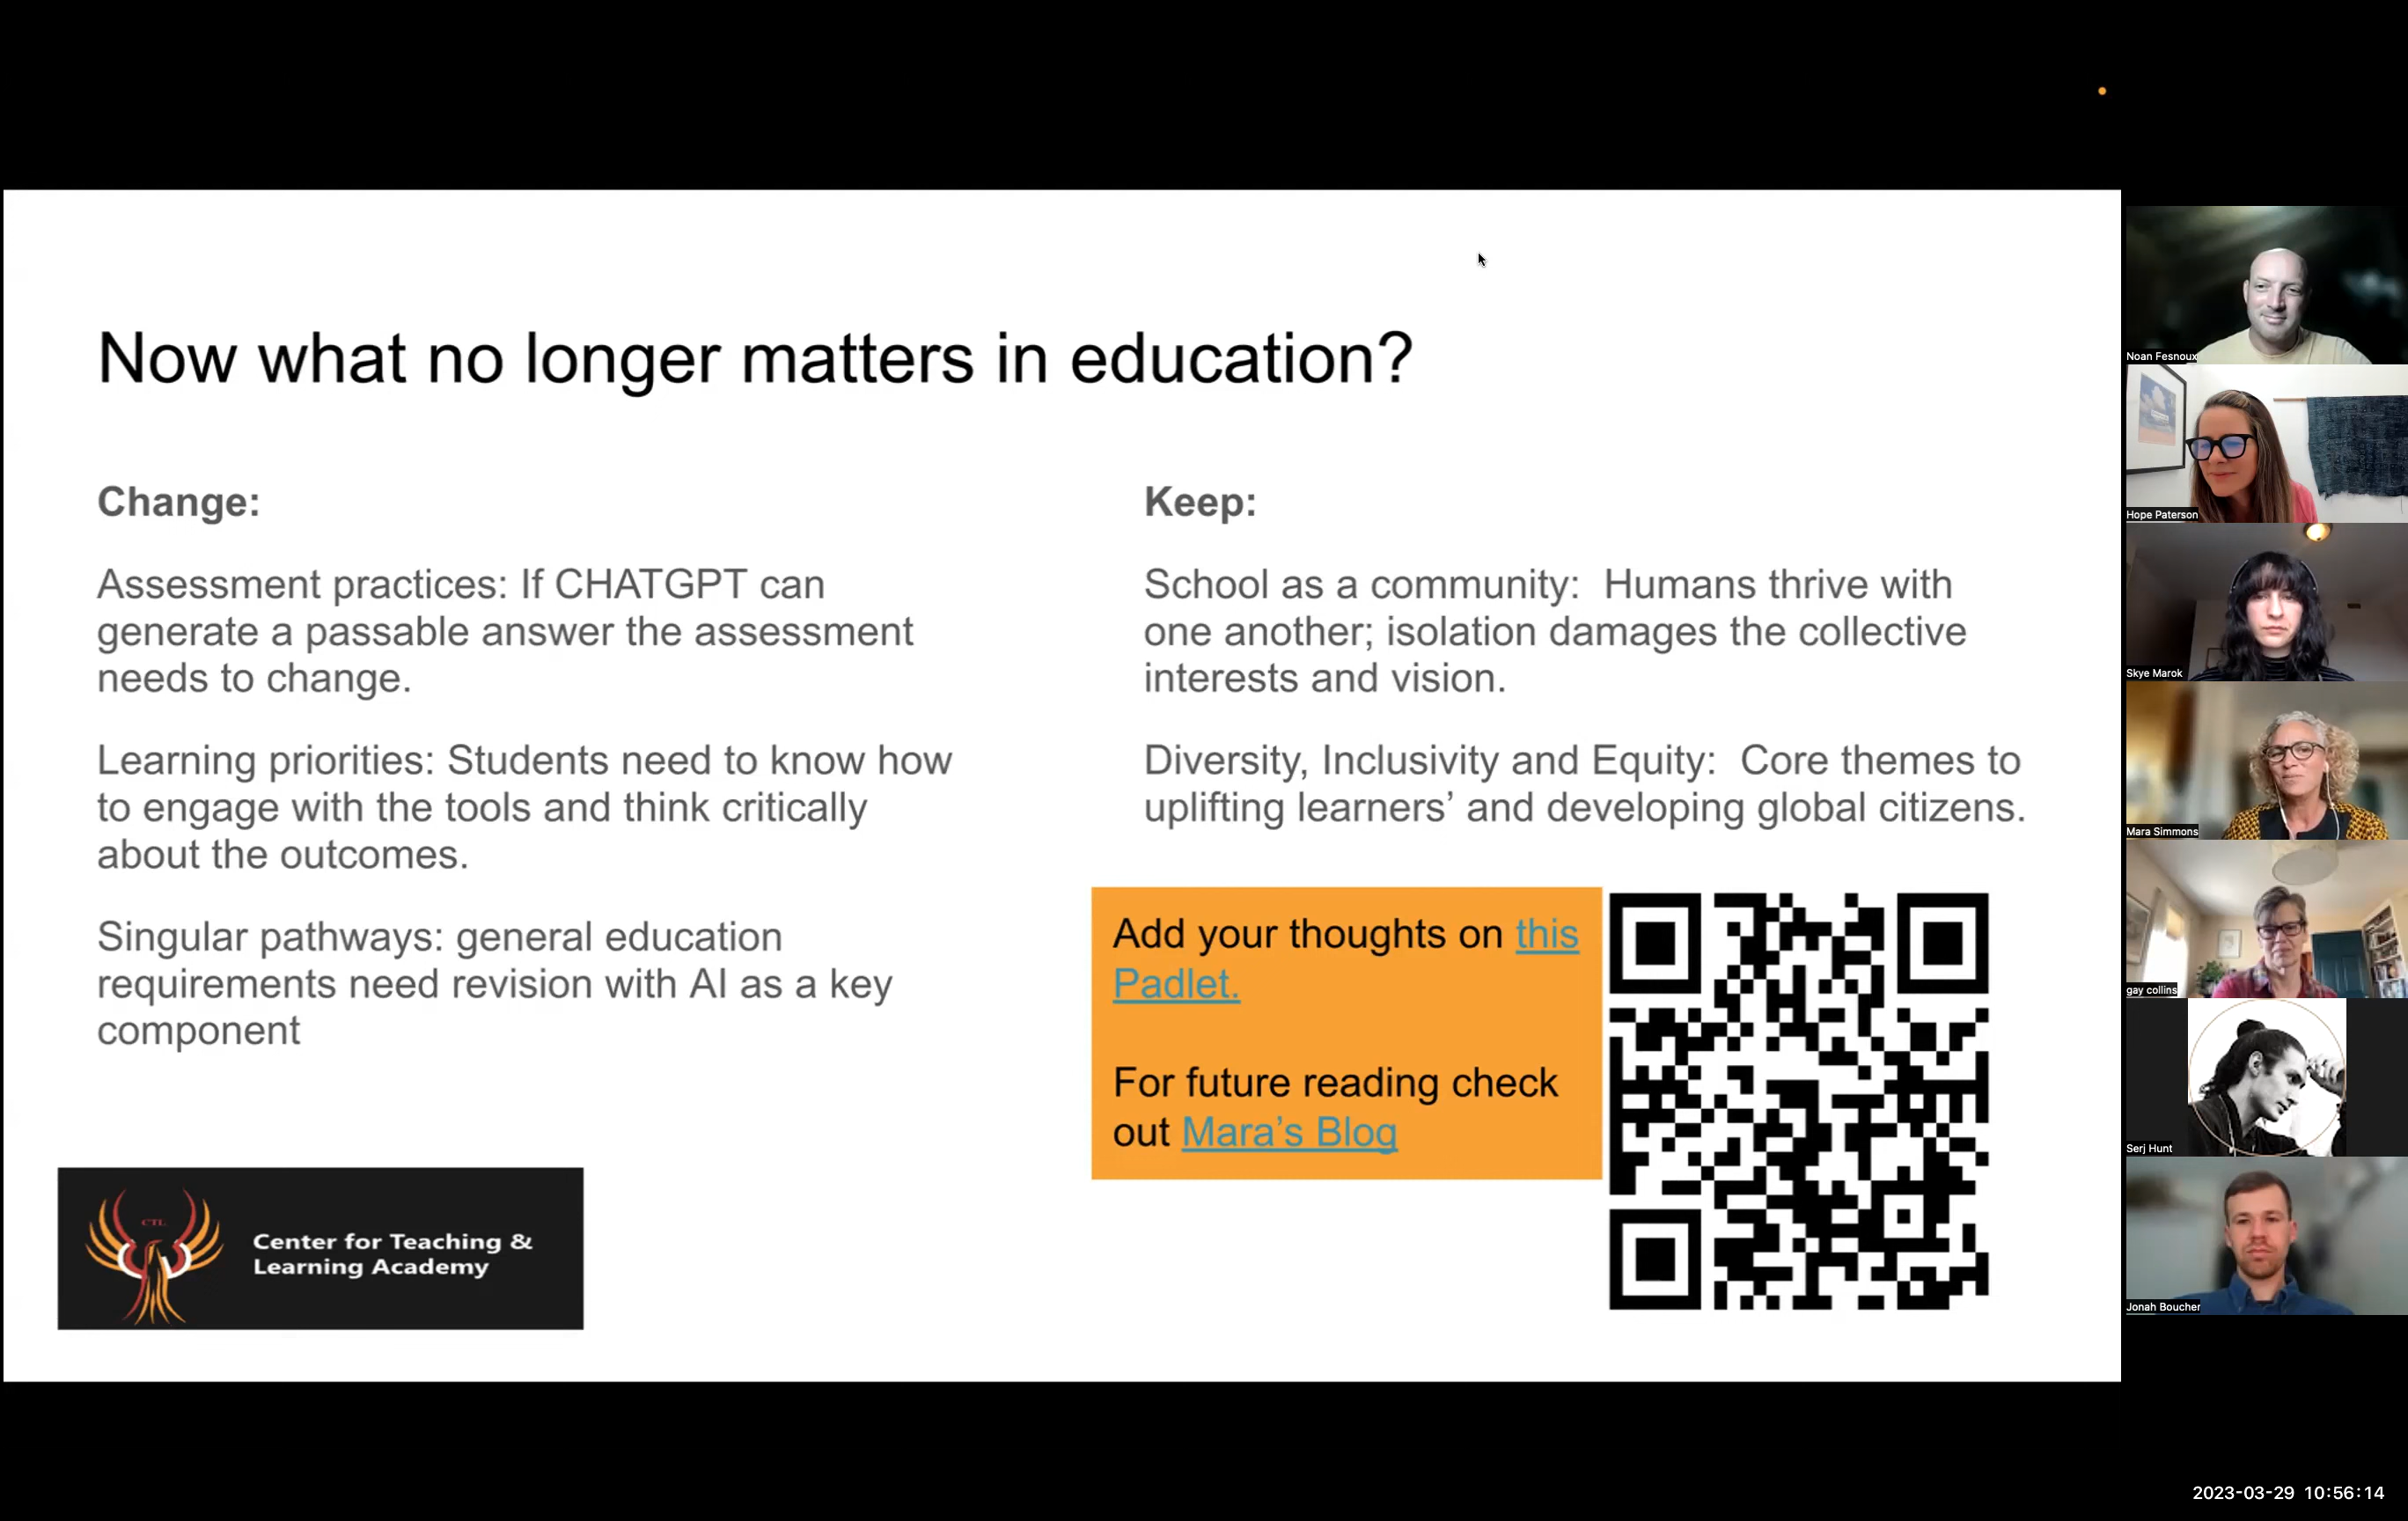 Now what no longer matters in education?
Change:
Assessment practices: If CHATGPT can
generate a passable answer the assessment
needs to change.
Learning priorities: Students need to know how
to engage with the tools and think critically
about the outcomes.
Singular pathways: general education
requirements need revision with AI as a key
component
Keep:
School as a community:  Humans thrive with
one another; isolation damages the collective
interests and vision.
Diversity, Inclusivity and Equity:  Core themes to
uplifting learners’ and developing global citizens.
Add your thoughts on this
Padlet.
For future reading check
out Mara’s Blog
CTL
Center for Teaching &
Learning Academy
Noan Fesnoux
Hope Paterson
Skye Marok
Mara Simmons
gay collins
Serj Hunt
Jonah Boucher
2023-03-29 10:56:14